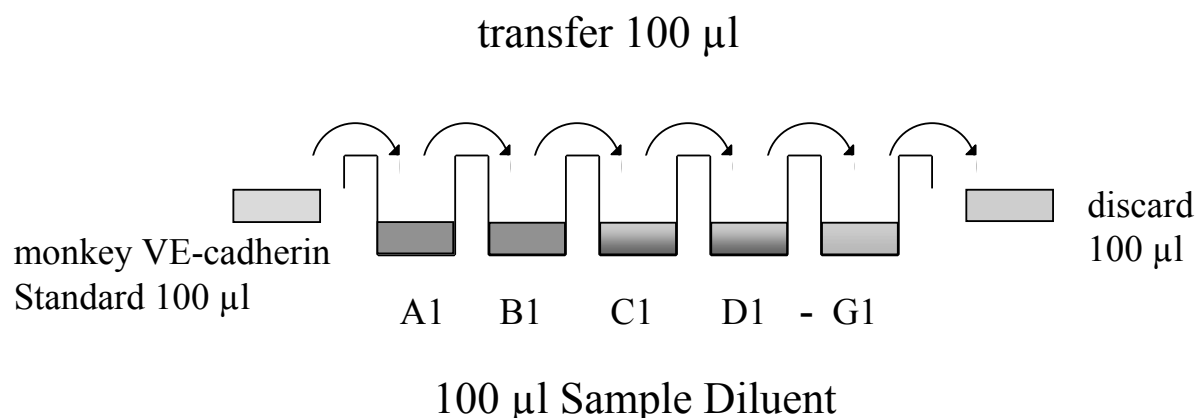 transfer 100 µl
monkey VE-cadherin
Standard 100 µl
discard
100 µl
A1 B1 C1 D1 - G1
100 µl Sample Diluent